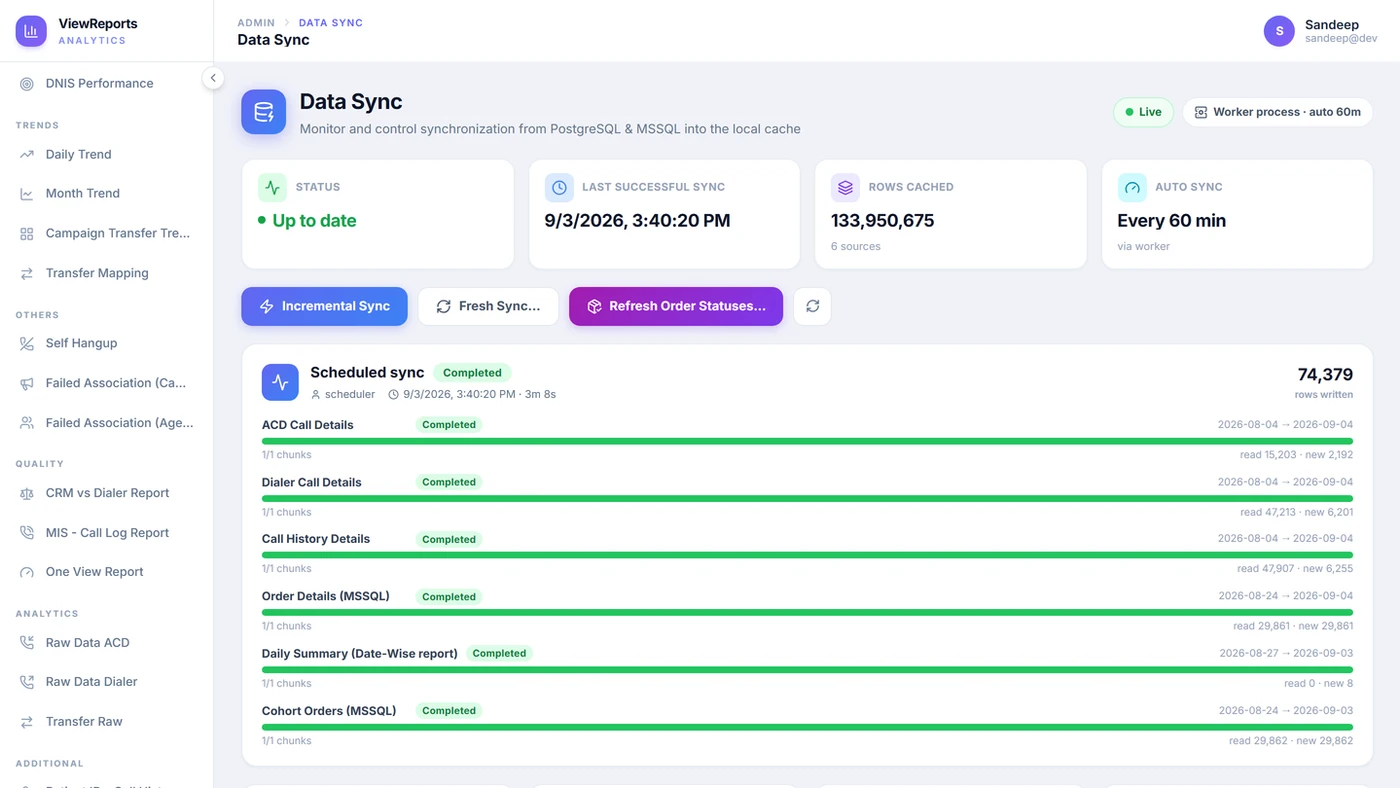 ViewReports
ANALYTICS
DNIS Performance
TRENDS
Daily Trend
Month Trend
Campaign Transfer Tre...
Transfer Mapping
OTHERS
Self Hangup
Failed Association (Ca...
Failed Association (Age...
QUALITY
CRM vs Dialer Report
MIS - Call Log Report
One View Report
ANALYTICS
Raw Data ACD
Raw Data Dialer
Transfer Raw
ADDITIONAL
ADMIN > DATA SYNC
Data Sync
S
Sandeep
sandeep@dev
Data Sync
Monitor and control synchronization from PostgreSQL & MSSQL into the local cache
Live
Worker process · auto 60m
STATUS
Up to date
LAST SUCCESSFUL SYNC
9/3/2026, 3:40:20 PM
ROWS CACHED
133,950,675
6 sources
AUTO SYNC
Every 60 min
via worker
Incremental Sync
Fresh Sync...
Refresh Order Statuses...
Scheduled sync Completed
scheduler 9/3/2026, 3:40:20 PM · 3m 8s
74,379
rows written
ACD Call Details Completed 2026-08-04 → 2026-09-04
1/1 chunks read 15,203 · new 2,192
Dialer Call Details Completed 2026-08-04 → 2026-09-04
1/1 chunks read 47,213 · new 6,201
Call History Details Completed 2026-08-04 → 2026-09-04
1/1 chunks read 47,907 · new 6,255
Order Details (MSSQL) Completed 2026-08-24 → 2026-09-04
1/1 chunks read 29,861 · new 29,861
Daily Summary (Date-Wise report) Completed 2026-08-27 → 2026-09-03
1/1 chunks read 0 · new 8
Cohort Orders (MSSQL) Completed 2026-08-24 → 2026-09-03
1/1 chunks read 29,862 · new 29,862